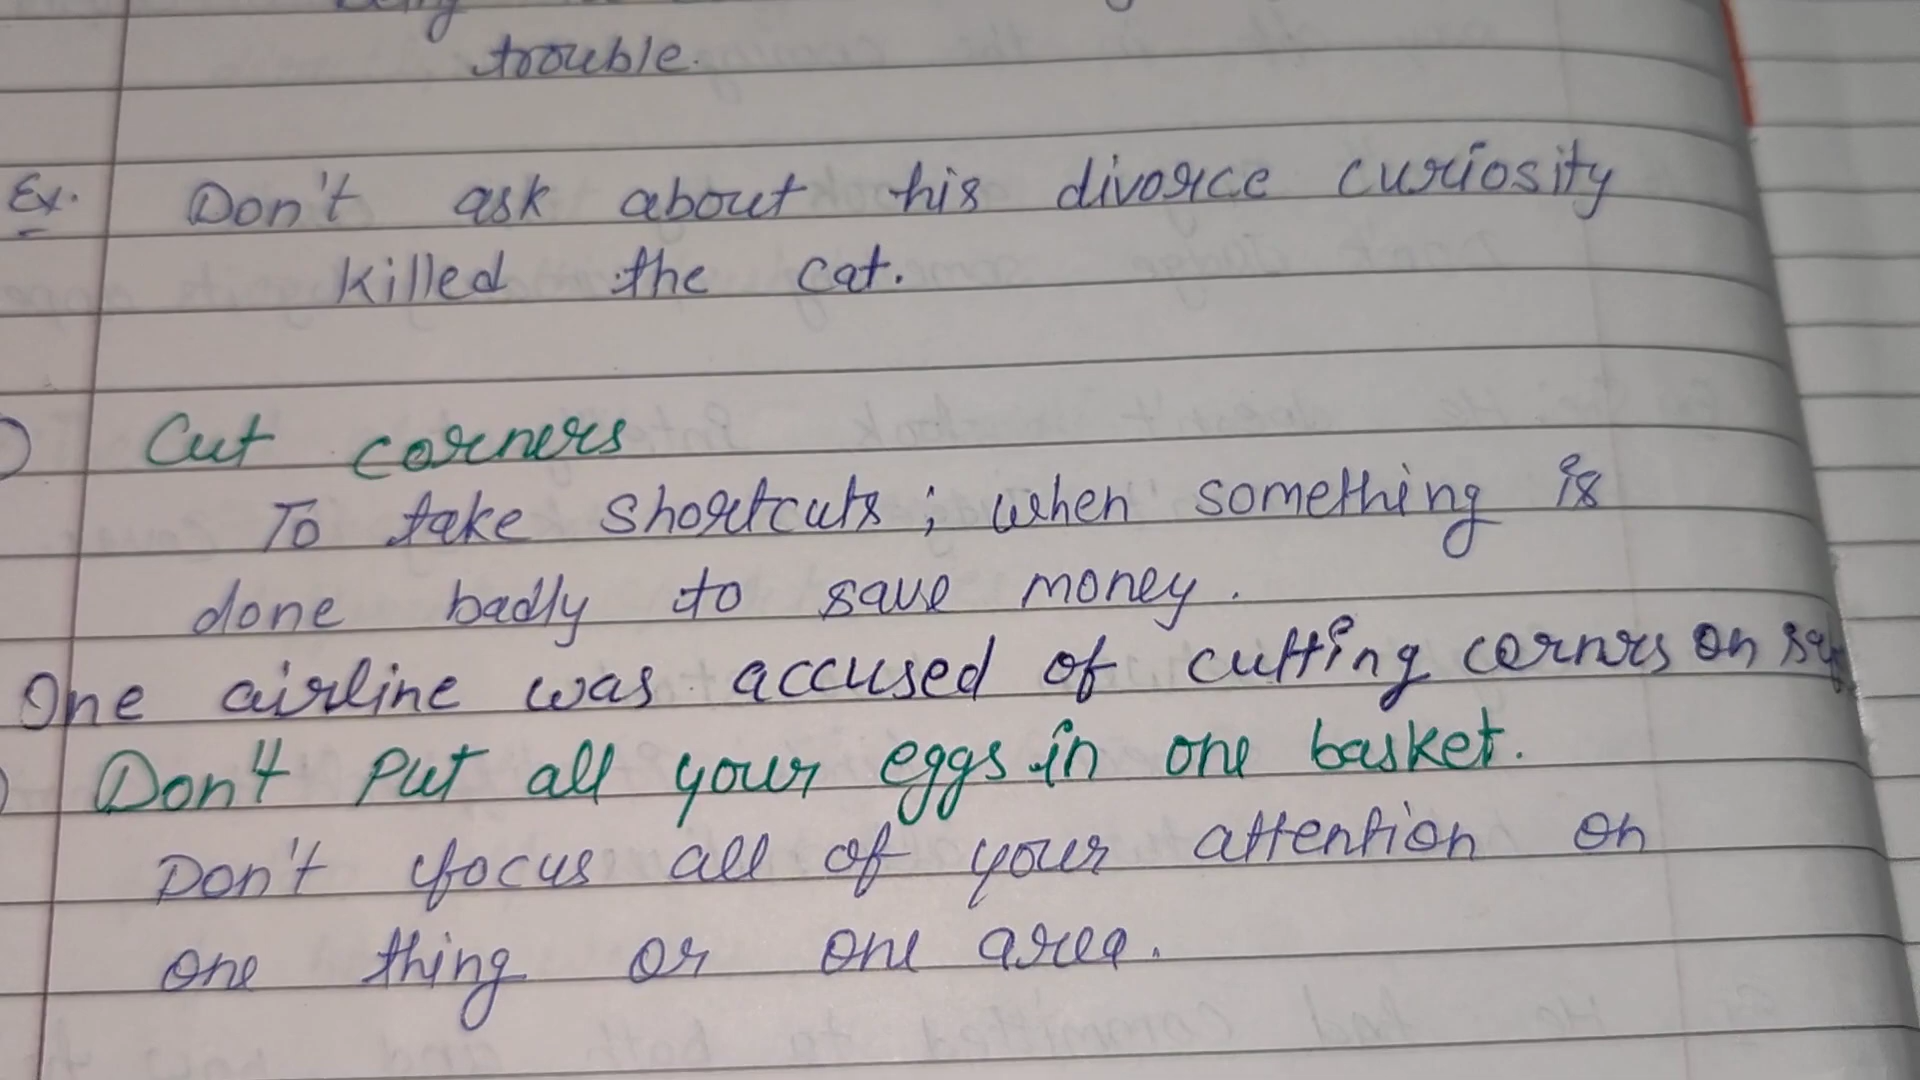 trouble.
Ex. Don't ask about his divorce curiosity
killed the cat.
Cut corners
To take shortcuts; when something is
done badly to save money.
One airline was accused of cutting corners on
Don't Put all your eggs in one basket.
Don't focus all of your attention on
one thing or one area.